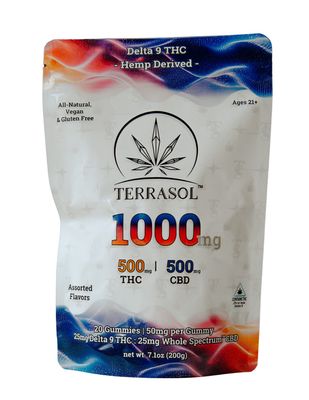 Delta 9 THC
- Hemp Derived -
All-Natural,
Vegan
& Gluten Free
Ages 21+
TERRASOL™
1000mg
500mg | 500mg
THC CBD
Assorted
Flavors
20 Gummies | 50mg per Gummy
25mg Delta 9 THC : 25mg Whole Spectrum CBD
net wt 7.1oz (200g)